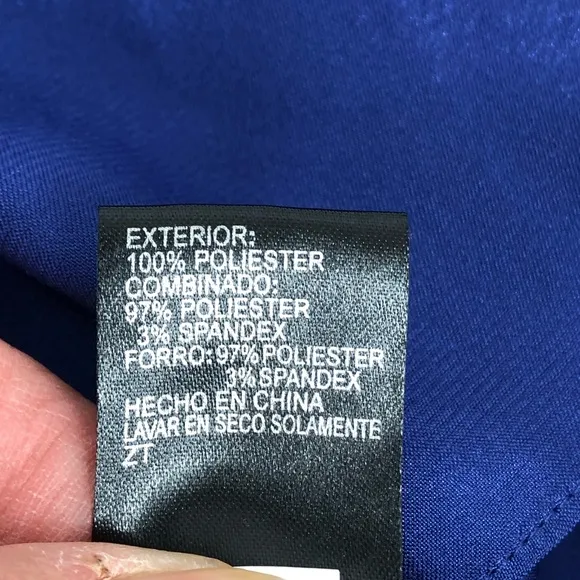 EXTERIOR:
100% POLIESTER
COMBINADO:
97% POLIESTER
3% SPANDEX
FORRO: 97% POLIESTER
3% SPANDEX
HECHO EN CHINA
LAVAR EN SECO SOLAMENTE
ZT